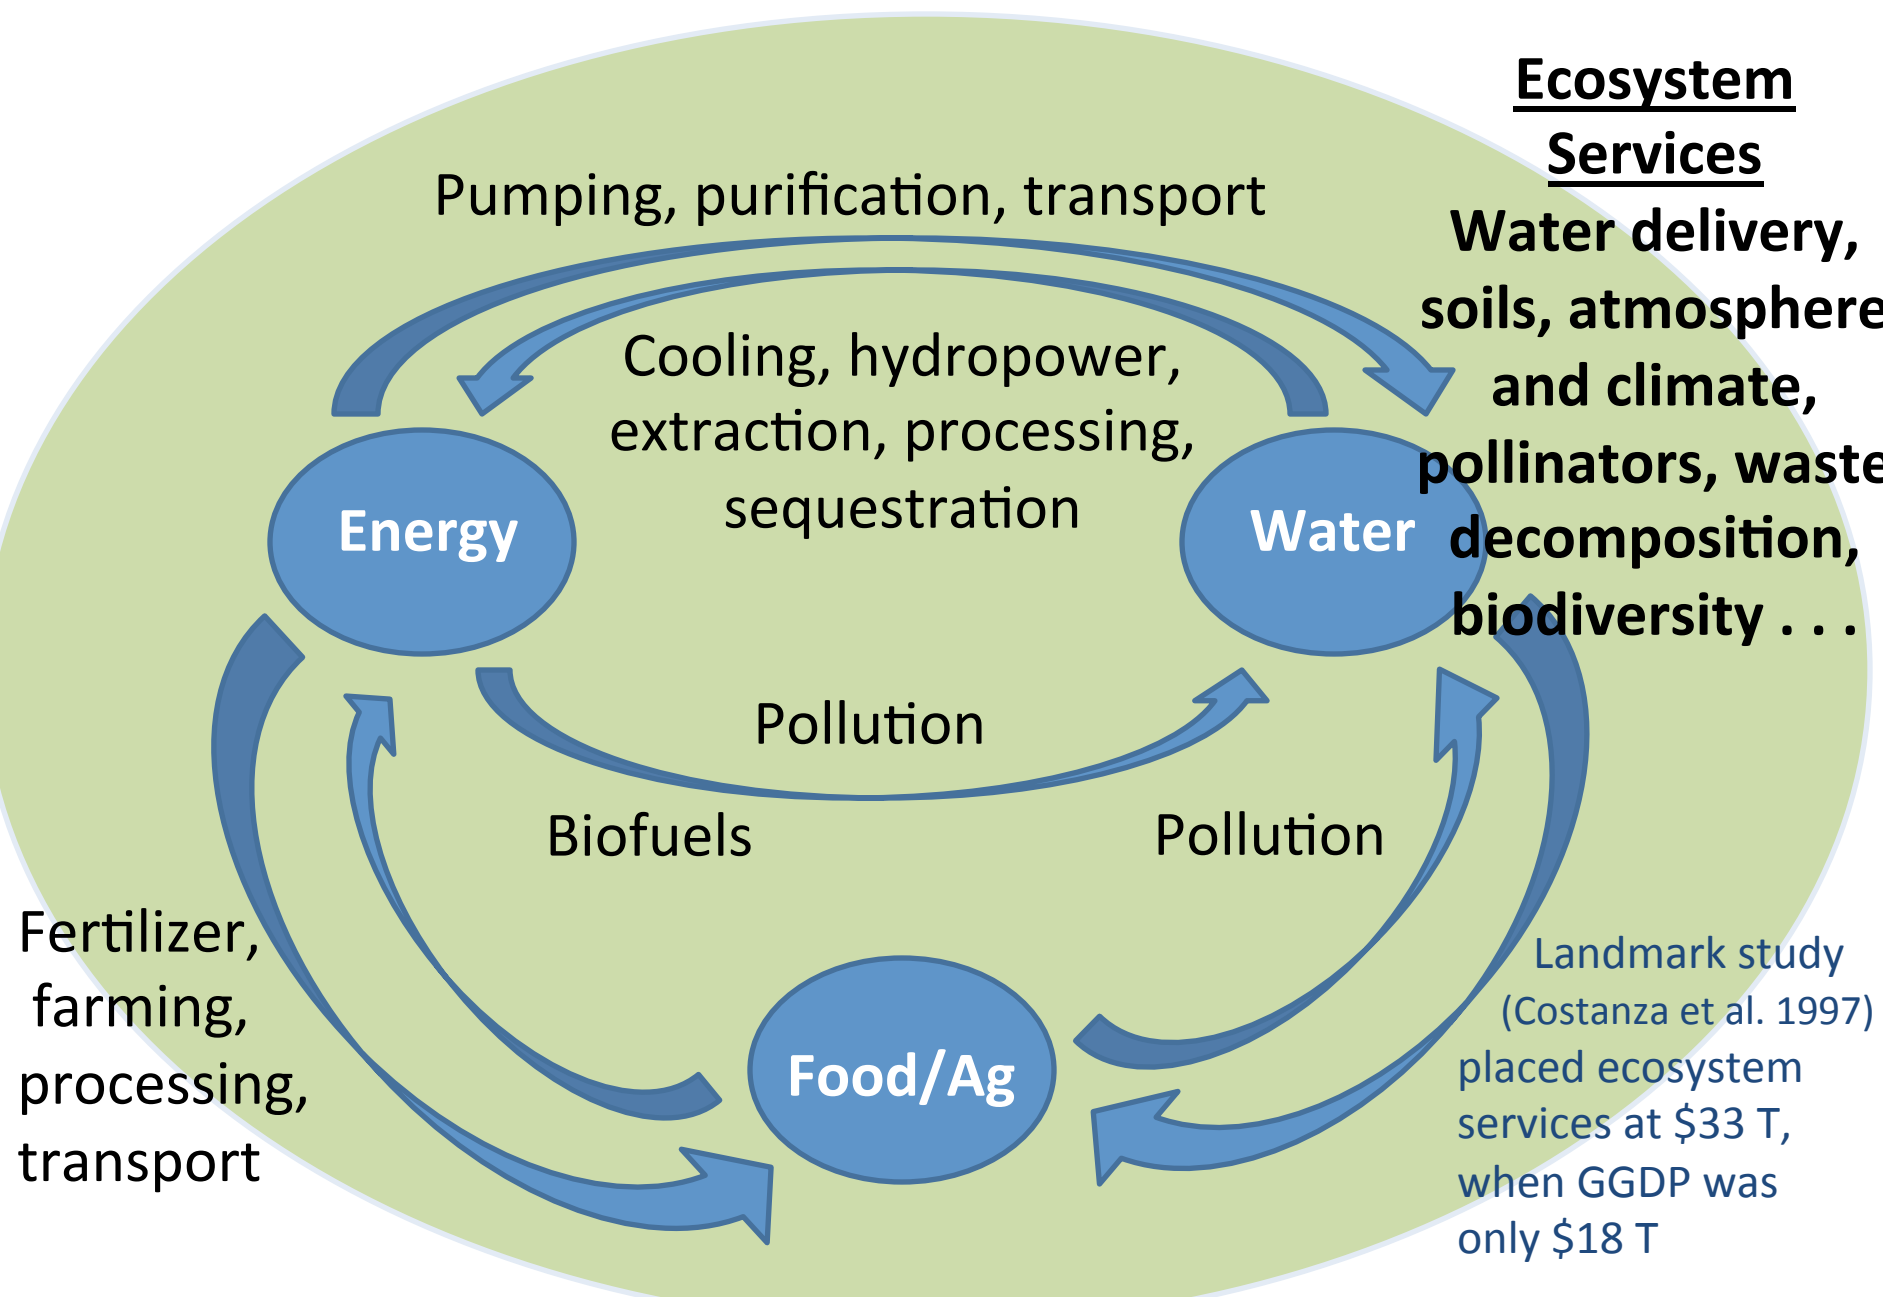 Ecosystem
Services
Water delivery,
soils, atmosphere
and climate,
pollinators, waste
decomposition,
biodiversity . . .
Pumping, purification, transport
Cooling, hydropower,
extraction, processing,
sequestration
Energy
Water
Pollution
Biofuels
Pollution
Fertilizer,
farming,
processing,
transport
Food/Ag
Landmark study
(Costanza et al. 1997)
placed ecosystem
services at $33 T,
when GGDP was
only $18 T